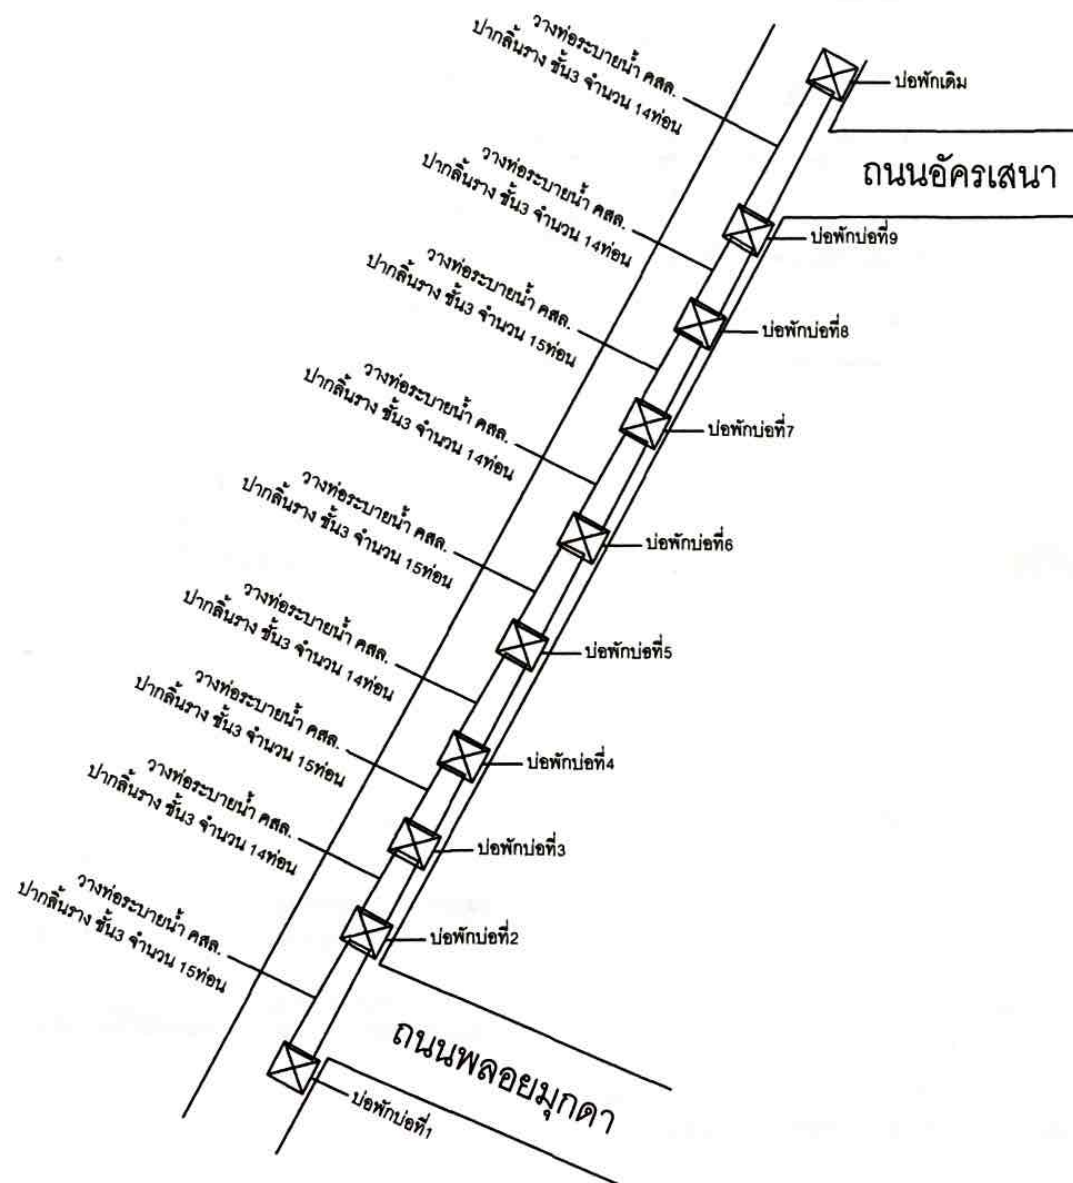 วางท่อระบายน้ำ คสล.
ปากลิ้นราง ชั้น3 จำนวน 14ท่อน
บ่อพักเดิม
วางท่อระบายน้ำ คสล.
ปากลิ้นราง ชั้น3 จำนวน 14ท่อน
ถนนอัครเสนา
บ่อพักบ่อที่9
วางท่อระบายน้ำ คสล.
ปากลิ้นราง ชั้น3 จำนวน 15ท่อน
บ่อพักบ่อที่8
วางท่อระบายน้ำ คสล.
ปากลิ้นราง ชั้น3 จำนวน 14ท่อน
บ่อพักบ่อที่7
วางท่อระบายน้ำ คสล.
ปากลิ้นราง ชั้น3 จำนวน 15ท่อน
บ่อพักบ่อที่6
วางท่อระบายน้ำ คสล.
ปากลิ้นราง ชั้น3 จำนวน 14ท่อน
บ่อพักบ่อที่5
วางท่อระบายน้ำ คสล.
ปากลิ้นราง ชั้น3 จำนวน 15ท่อน
บ่อพักบ่อที่4
วางท่อระบายน้ำ คสล.
ปากลิ้นราง ชั้น3 จำนวน 14ท่อน
บ่อพักบ่อที่3
วางท่อระบายน้ำ คสล.
ปากลิ้นราง ชั้น3 จำนวน 15ท่อน
บ่อพักบ่อที่2
ถนนพลอยมุกดา
บ่อพักบ่อที่1